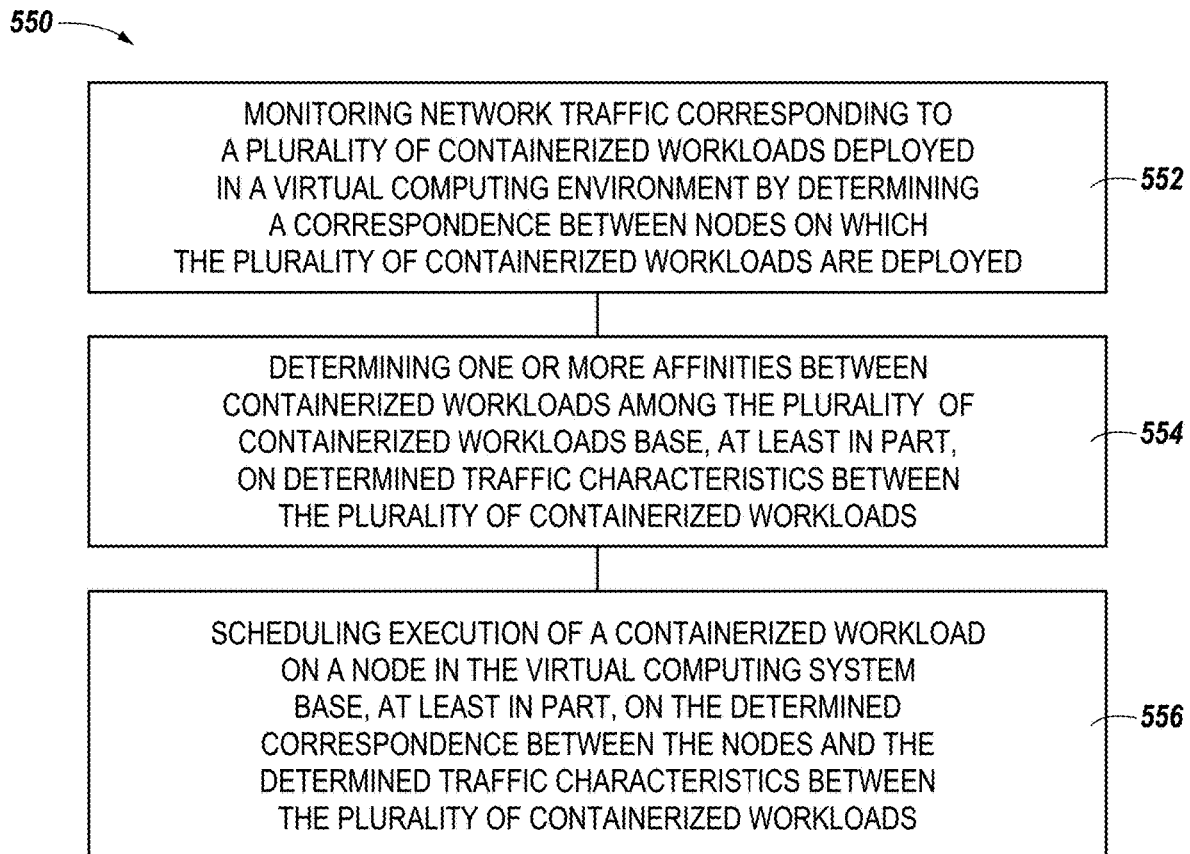 550
MONITORING NETWORK TRAFFIC CORRESPONDING TO
A PLURALITY OF CONTAINERIZED WORKLOADS DEPLOYED
IN A VIRTUAL COMPUTING ENVIRONMENT BY DETERMINING
A CORRESPONDENCE BETWEEN NODES ON WHICH
THE PLURALITY OF CONTAINERIZED WORKLOADS ARE DEPLOYED
552
DETERMINING ONE OR MORE AFFINITIES BETWEEN
CONTAINERIZED WORKLOADS AMONG THE PLURALITY OF
CONTAINERIZED WORKLOADS BASE, AT LEAST IN PART,
ON DETERMINED TRAFFIC CHARACTERISTICS BETWEEN
THE PLURALITY OF CONTAINERIZED WORKLOADS
554
SCHEDULING EXECUTION OF A CONTAINERIZED WORKLOAD
ON A NODE IN THE VIRTUAL COMPUTING SYSTEM
BASE, AT LEAST IN PART, ON THE DETERMINED
CORRESPONDENCE BETWEEN THE NODES AND THE
DETERMINED TRAFFIC CHARACTERISTICS BETWEEN
THE PLURALITY OF CONTAINERIZED WORKLOADS
556